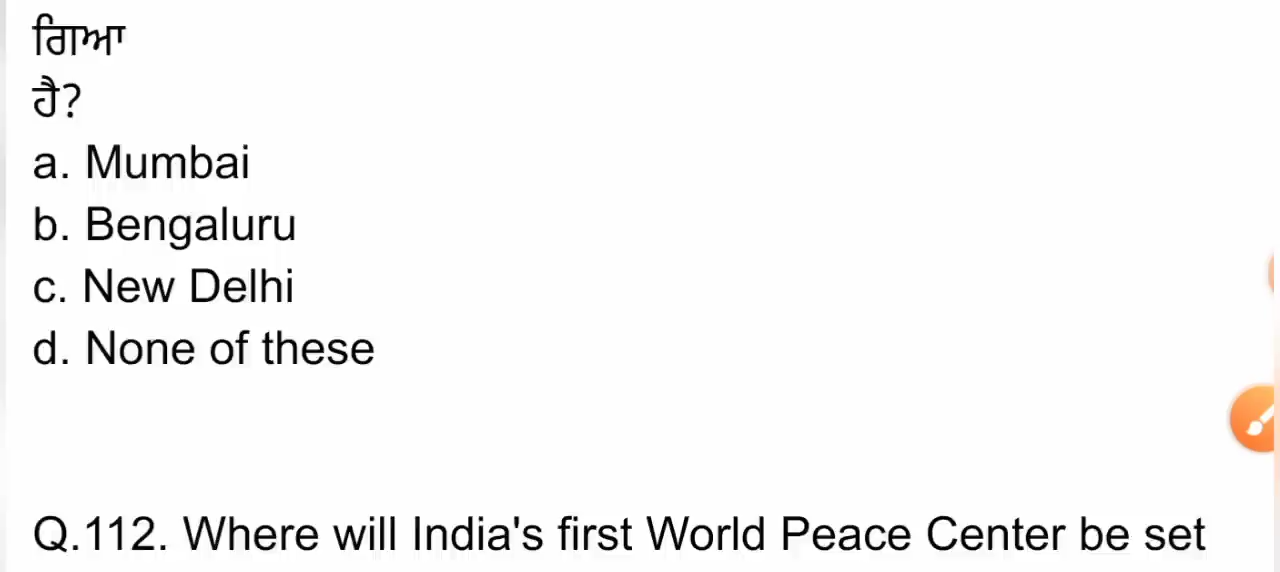 ਗਿਆ
ਹੈ?
a. Mumbai
b. Bengaluru
c. New Delhi
d. None of these
Q.112. Where will India's first World Peace Center be set